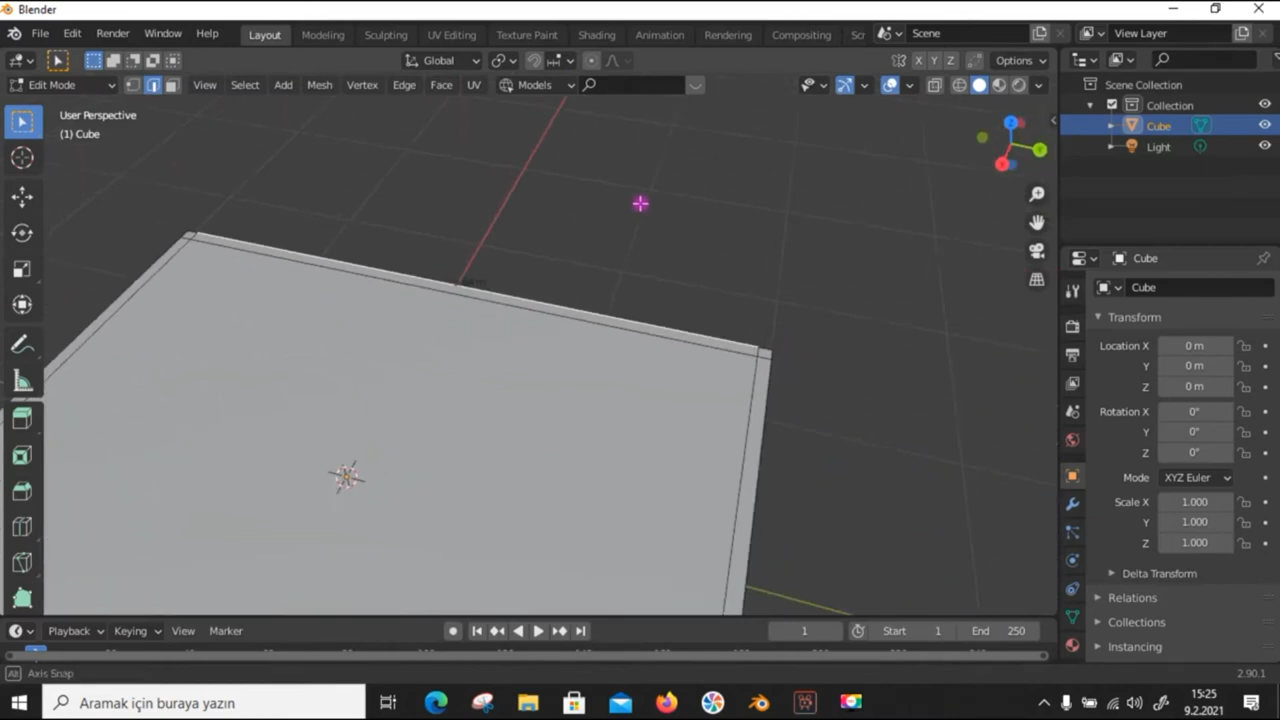 Blender
File Edit Render Window Help Layout Modeling Sculpting UV Editing Texture Paint Shading Animation Rendering Compositing Scr Scene View Layer
Global X Y Z Options
Edit Mode View Select Add Mesh Vertex Edge Face UV Models
Scene Collection
Collection
Cube
Light
User Perspective
(1) Cube
Z
Y
X
Cube
Cube
Transform
Location X 0 m
Y 0 m
Z 0 m
Rotation X 0°
Y 0°
Z 0°
Mode XYZ Euler
Scale X 1.000
Y 1.000
Z 1.000
Delta Transform
Relations
Collections
Instancing
Playback Keying View Marker 1 Start 1 End 250
Alt Axis Snap 2.90.1
Aramak için buraya yazın
15:25
9.2.2021